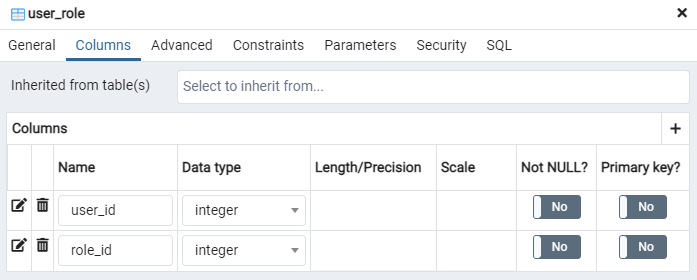 user_role
General Columns Advanced Constraints Parameters Security SQL
Inherited from table(s) Select to inherit from...
Columns
Name Data type Length/Precision Scale Not NULL? Primary key?
user_id integer No No
role_id integer No No